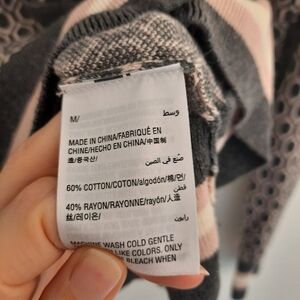 M/ وسط
MADE IN CHINA/FABRIQUÉ EN
CHINE/HECHO EN CHINA/中国制
造/중국산/ صنع في الصين
60% COTTON/COTON/algodón/棉/면/
قطن
40% RAYON/RAYONNE/rayón/人造
丝/레이온/ رايون
MACHINE WASH COLD GENTLE
LIKE COLORS. ONLY
BLEACH WHEN